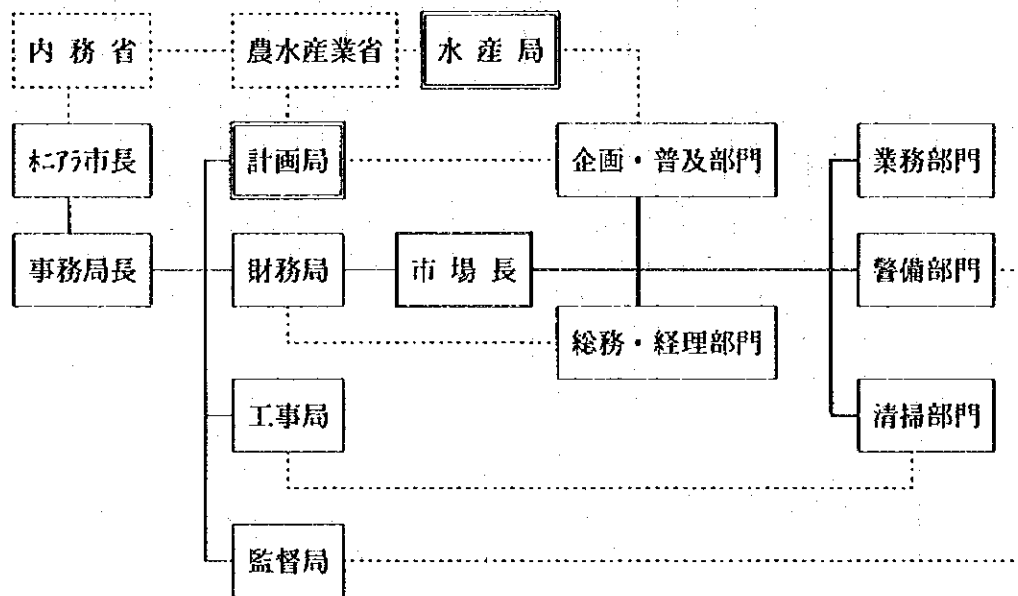 内務省
農水産業省
水産局
ホニアラ市長
計画局
企画・普及部門
業務部門
事務局長
財務局
市場長
警備部門
総務・経理部門
工事局
清掃部門
監督局